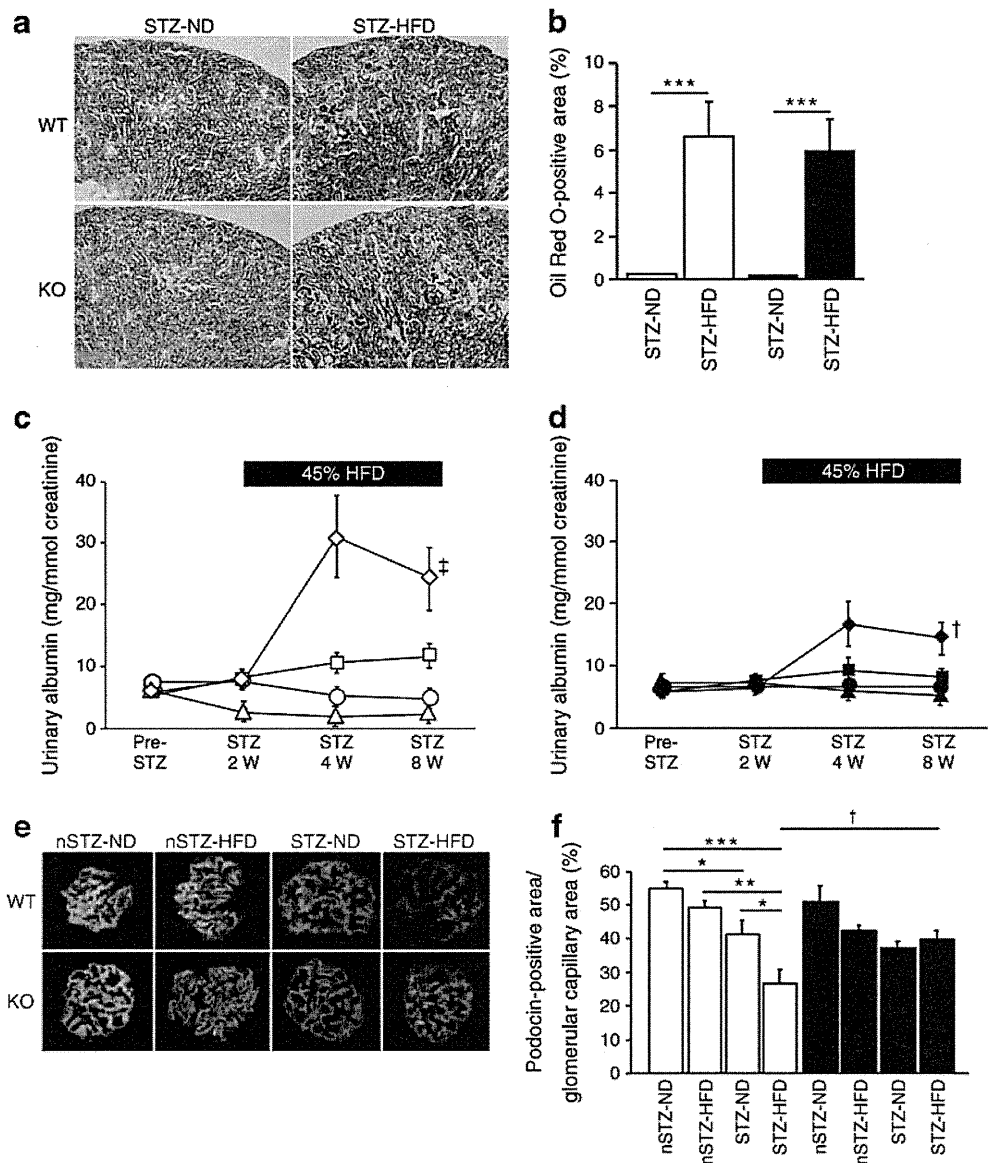 a
STZ-ND STZ-HFD
WT
KO
b
Oil Red O-positive area (%)
10
8
6
4
2
0
***
***
STZ-ND
STZ-HFD
STZ-ND
STZ-HFD
c
Urinary albumin (mg/mmol creatinine)
45% HFD
40
30
20
10
0
‡
Pre-
STZ
STZ
2 W
STZ
4 W
STZ
8 W
d
Urinary albumin (mg/mmol creatinine)
45% HFD
40
30
20
10
0
†
Pre-
STZ
STZ
2 W
STZ
4 W
STZ
8 W
e
nSTZ-ND nSTZ-HFD STZ-ND STZ-HFD
WT
KO
f
Podocin-positive area/
glomerular capillary area (%)
60
50
40
30
20
10
0
†
***
*
**
*
nSTZ-ND
nSTZ-HFD
STZ-ND
STZ-HFD
nSTZ-ND
nSTZ-HFD
STZ-ND
STZ-HFD